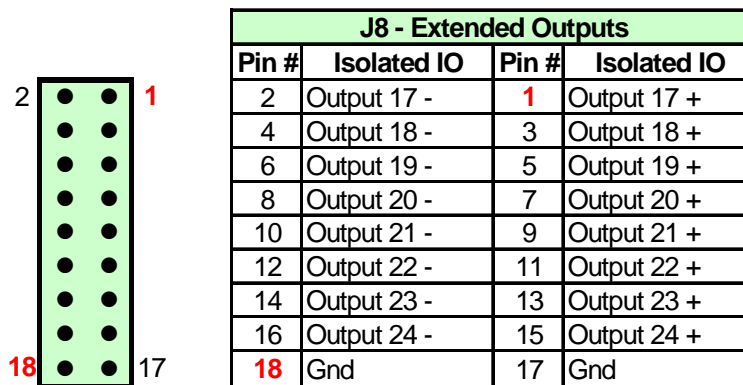 J8 - Extended Outputs
Pin # Isolated IO Pin # Isolated IO
2 1 2 Output 17 - 1 Output 17 +
4 Output 18 - 3 Output 18 +
6 Output 19 - 5 Output 19 +
8 Output 20 - 7 Output 20 +
10 Output 21 - 9 Output 21 +
12 Output 22 - 11 Output 22 +
14 Output 23 - 13 Output 23 +
16 Output 24 - 15 Output 24 +
18 17 18 Gnd 17 Gnd